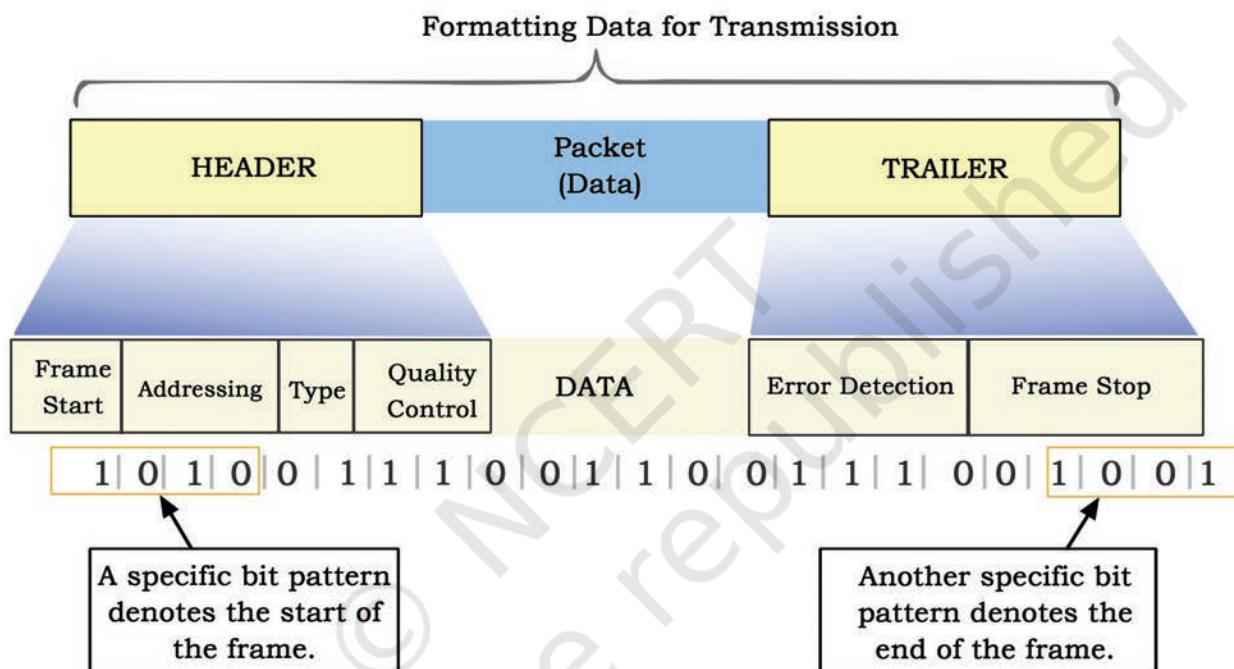 Formatting Data for Transmission
HEADER
Packet
(Data)
TRAILER
Frame
Start
Addressing
Type
Quality
Control
DATA
Error Detection
Frame Stop
1|0|1|0|0|1|1|1|0|0|1|1|0|0|1|1|1|0|0|1|0|0|1
A specific bit pattern
denotes the start of
the frame.
Another specific bit
pattern denotes the
end of the frame.
© NCERT
republished